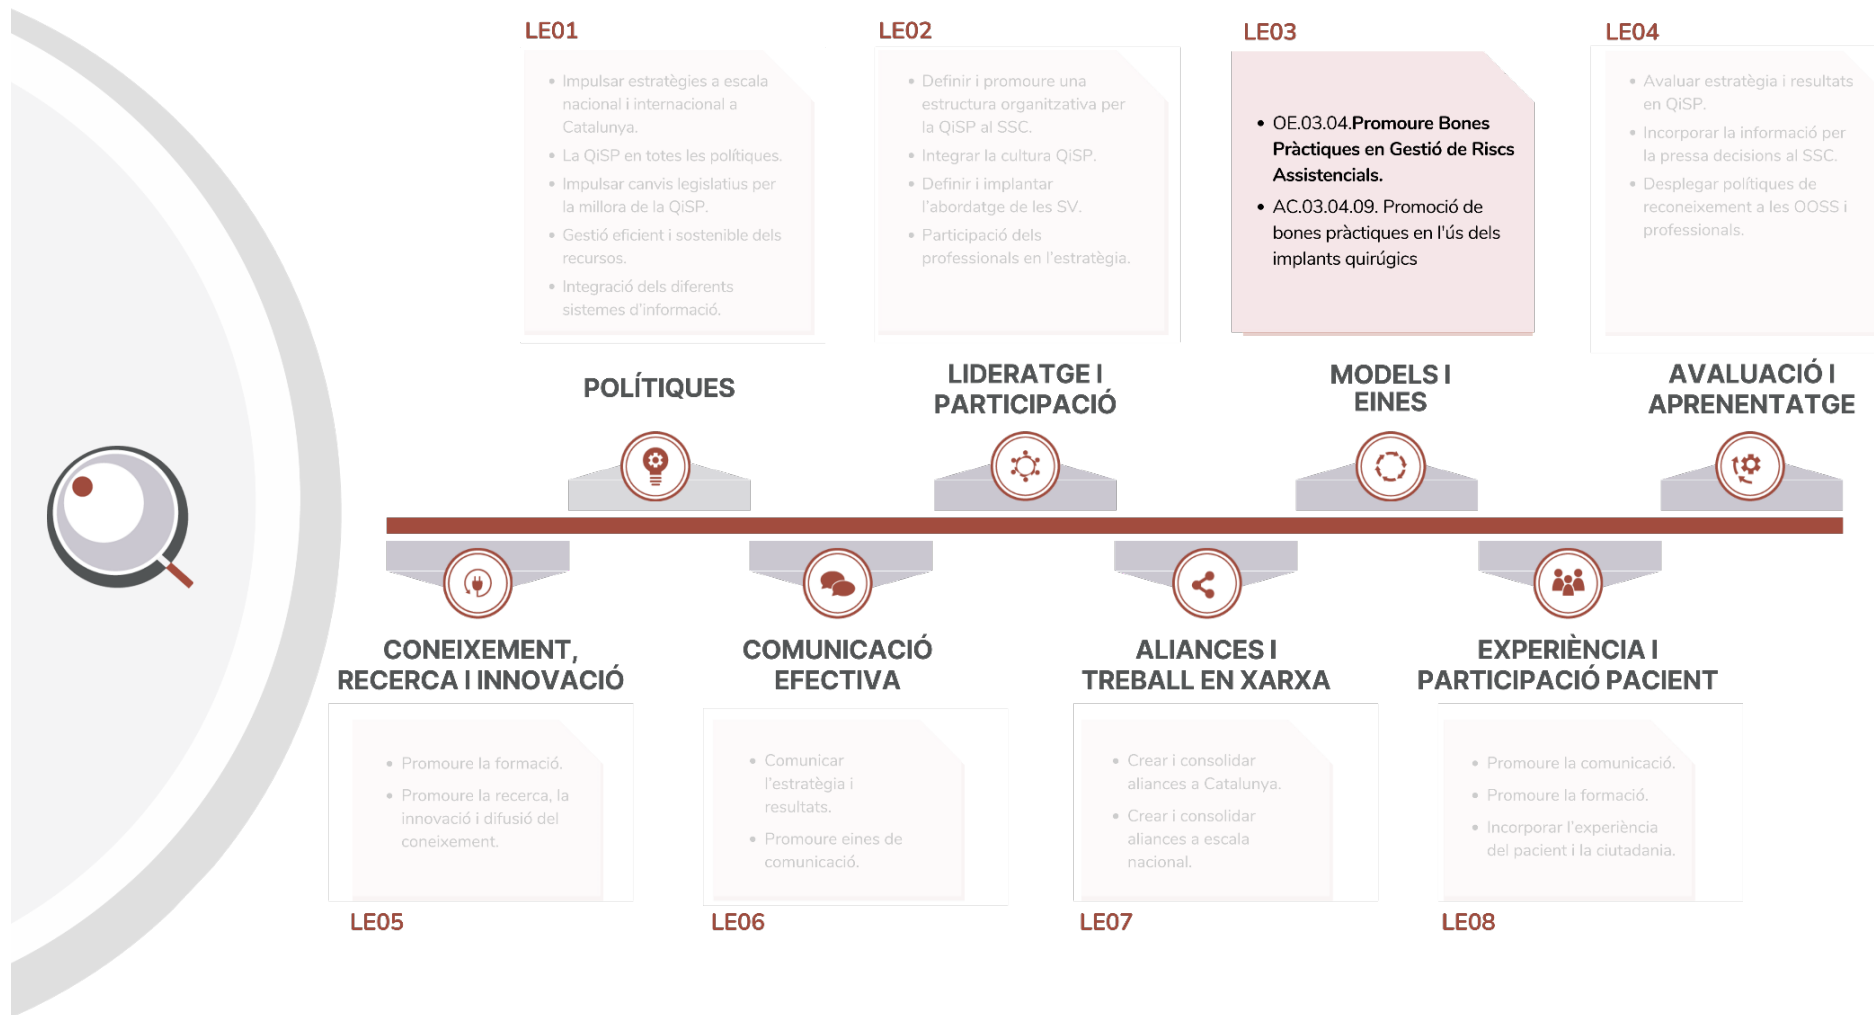 LE01
• Impulsar estratègies a escala
nacional i internacional a
Catalunya.
• La QiSP en totes les polítiques.
• Impulsar canvis legislatius per
la millora de la QiSP.
• Gestió eficient i sostenible dels
recursos.
• Integració dels diferents
sistemes d'informació.
POLÍTIQUES
LE02
• Definir i promoure una
estructura organitzativa per
la QiSP al SSC.
• Integrar la cultura QiSP.
• Definir i implantar
l'abordatge de les SV.
• Participació dels
professionals en l'estratègia.
LIDERATGE I
PARTICIPACIÓ
LE03
• OE.03.04.Promoure Bones
Pràctiques en Gestió de Riscs
Assistencials.
• AC.03.04.09. Promoció de
bones pràctiques en l'ús dels
implants quirúgics
MODELS I
EINES
LE04
• Avaluar estratègia i resultats
en QiSP.
• Incorporar la informació per
la pressa decisions al SSC.
• Desplegar polítiques de
reconeixement a les OOSS i
professionals.
AVALUACIÓ I
APRENENTATGE
CONEIXEMENT,
RECERCA I INNOVACIÓ
• Promoure la formació.
• Promoure la recerca, la
innovació i difusió del
coneixement.
LE05
COMUNICACIÓ
EFECTIVA
• Comunicar
l'estratègia i
resultats.
• Promoure eines de
comunicació.
LE06
ALIANCES I
TREBALL EN XARXA
• Crear i consolidar
aliances a Catalunya.
• Crear i consolidar
aliances a escala
nacional.
LE07
EXPERIÈNCIA I
PARTICIPACIÓ PACIENT
• Promoure la comunicació.
• Promoure la formació.
• Incorporar l'experiència
del pacient i la ciutadania.
LE08